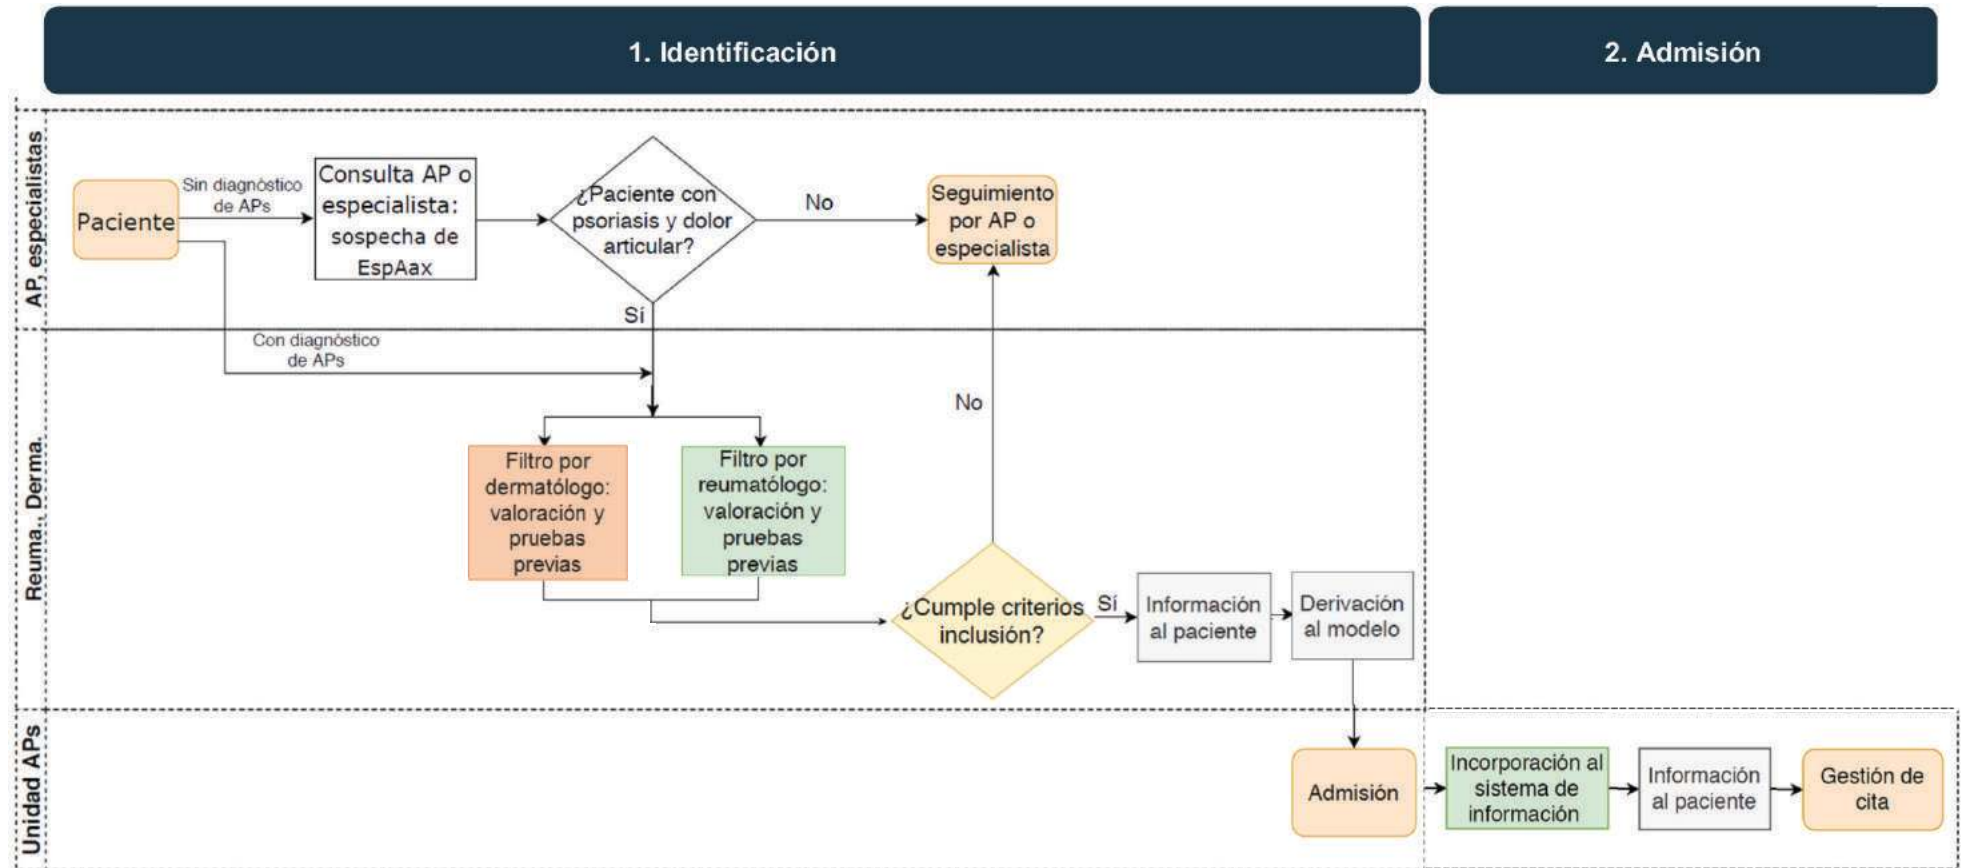 1. Identificación
2. Admisión
AP, especialistas
Paciente
Sin diagnóstico
de APs
Consulta AP o
especialista:
sospecha de
EspAax
¿Paciente con
psoriasis y dolor
articular?
No
Seguimiento
por AP o
especialista
Sí
Reuma., Derma.
Con diagnóstico
de APs
Filtro por
dermatólogo:
valoración y
pruebas
previas
Filtro por
reumatólogo:
valoración y
pruebas
previas
No
¿Cumple criterios
inclusión?
Sí
Información
al paciente
Derivación
al modelo
Unidad APs
Admisión
Incorporación al
sistema de
información
Información
al paciente
Gestión de
cita